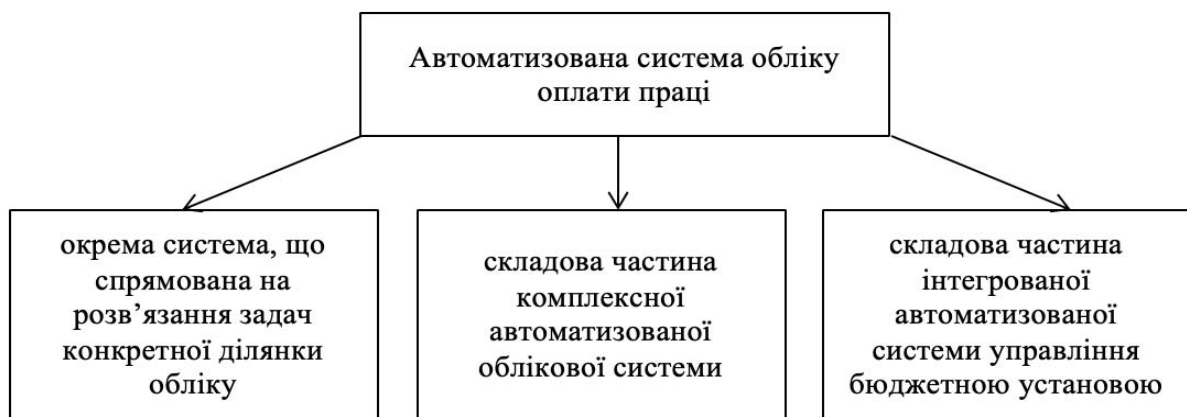 Автоматизована система обліку
оплати праці
окрема система, що
спрямована на
розв’язання задач
конкретної ділянки
обліку
складова частина
комплексної
автоматизованої
облікової системи
складова частина
інтегрованої
автоматизованої
системи управління
бюджетною установою